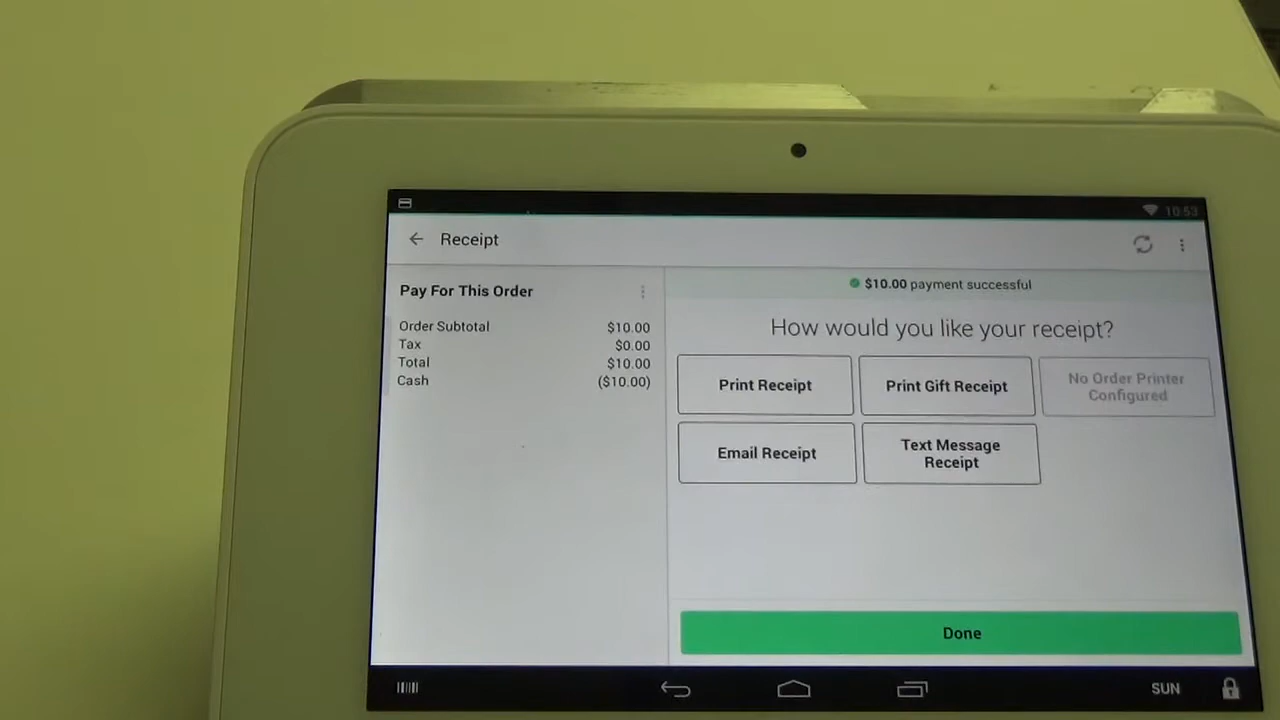 10:53
Receipt
Pay For This Order
Order Subtotal $10.00
Tax $0.00
Total $10.00
Cash ($10.00)
$10.00 payment successful
How would you like your receipt?
Print Receipt
Print Gift Receipt
No Order Printer
Configured
Email Receipt
Text Message
Receipt
Done
SUN